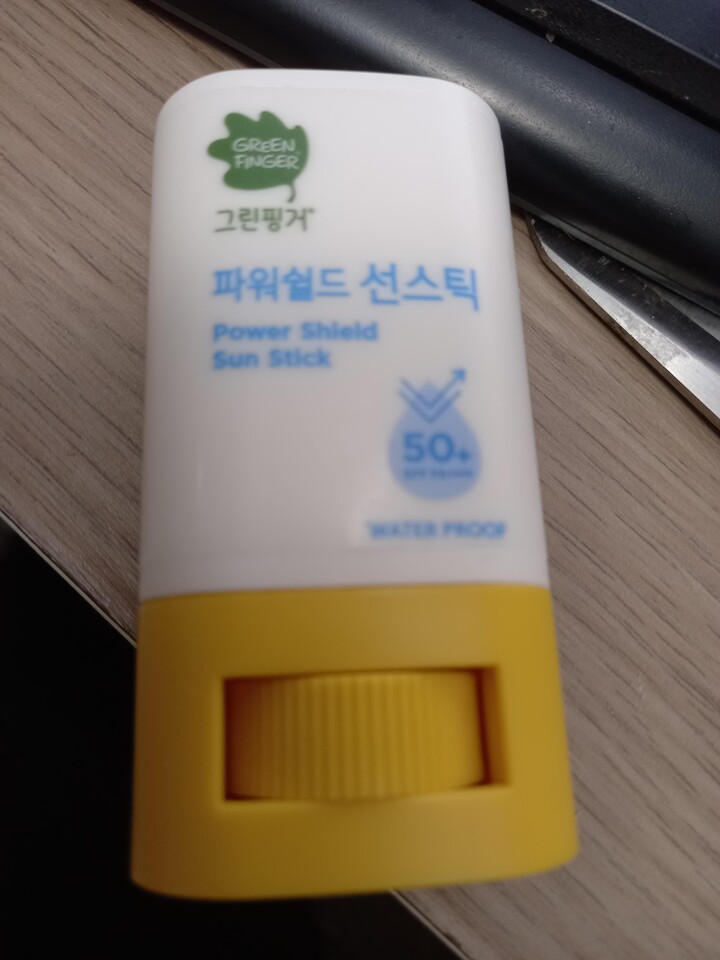 GREEN
FINGER
그린핑거
파워쉴드 선스틱
Power Shield
Sun Stick
50+
WATER PROOF